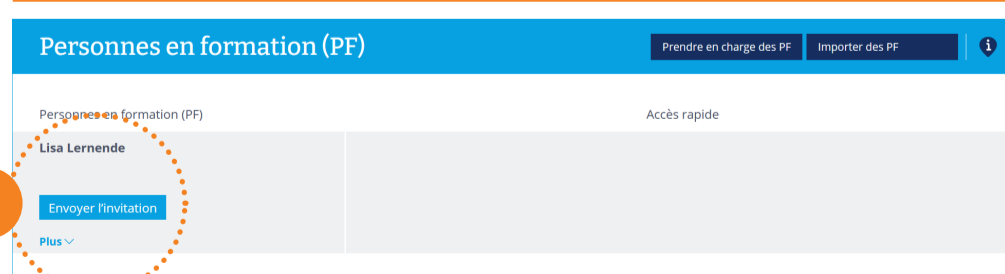 Personnes en formation (PF)
Prendre en charge des PF
Importer des PF
Personnes en formation (PF)
Accès rapide
Lisa Lernende
Envoyer l'invitation
Plus